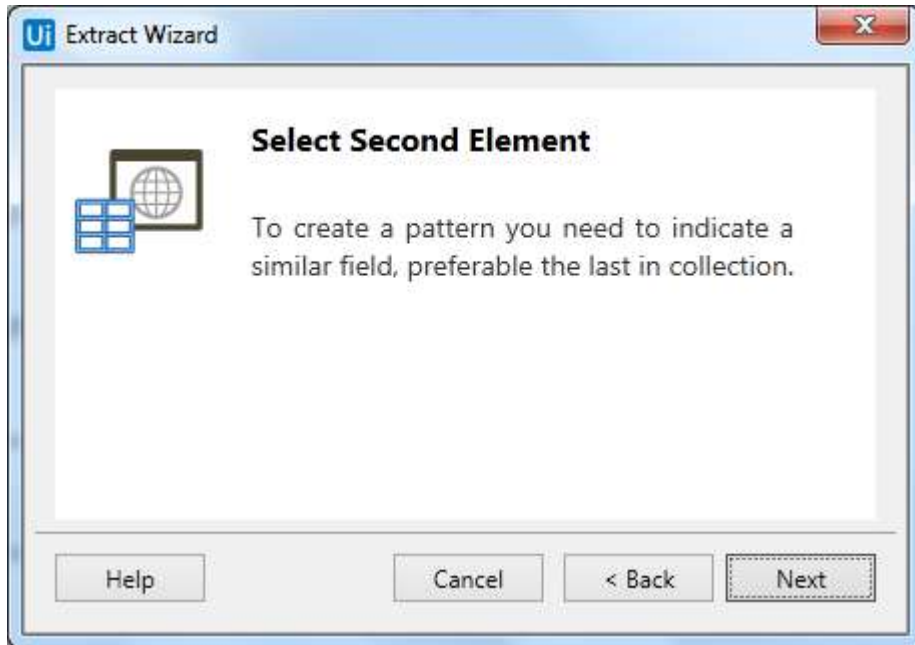 Ui Extract Wizard
X
Select Second Element
To create a pattern you need to indicate a
similar field, preferable the last in collection.
Help Cancel < Back Next